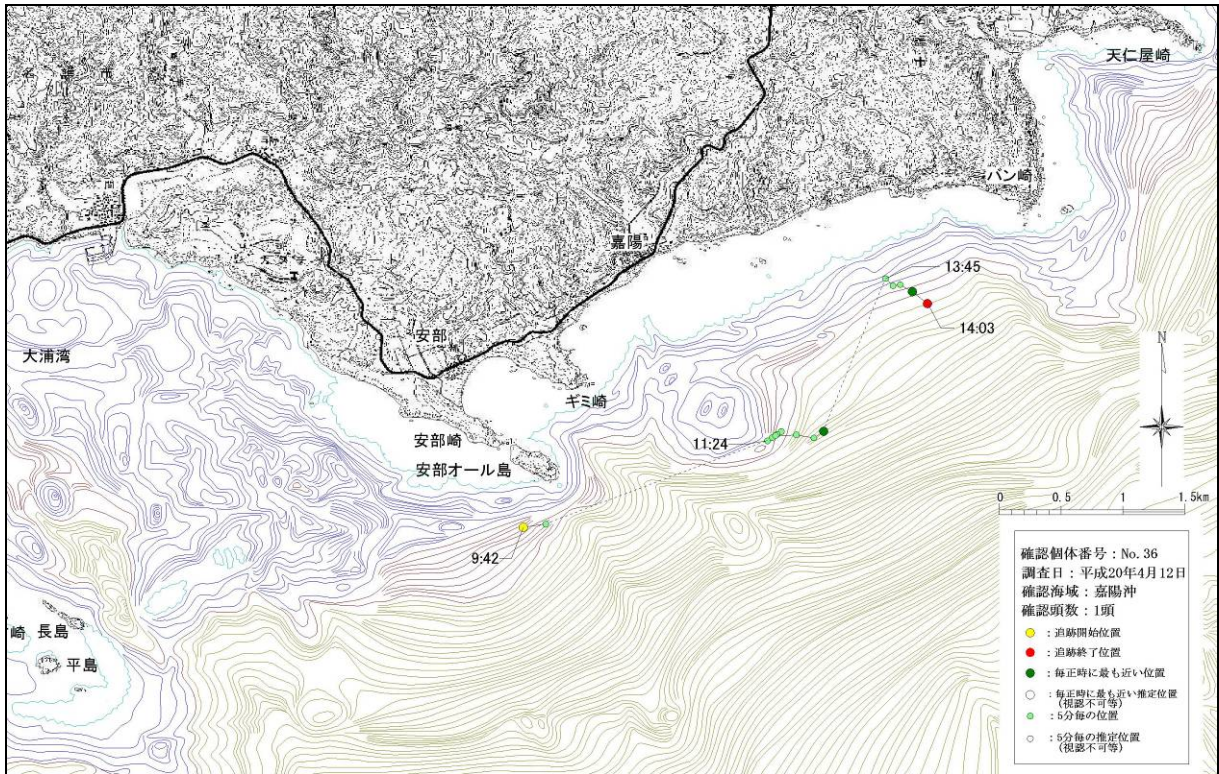 天仁屋崎
バン崎
嘉陽
13:45
14:03
安部
大浦湾
ギミ崎
安部崎
11:24
安部オール島
9:42
長島
崎
平島
N
0 0.5 1 1.5km
確認個体番号:No.36
調査日:平成20年4月12日
確認海域:嘉陽沖
確認頭数:1頭
:追跡開始位置
:追跡終了位置
:毎正時に最も近い位置
:毎正時に最も近い推定位置
(視認不可等)
:5分毎の位置
:5分毎の推定位置
(視認不可等)